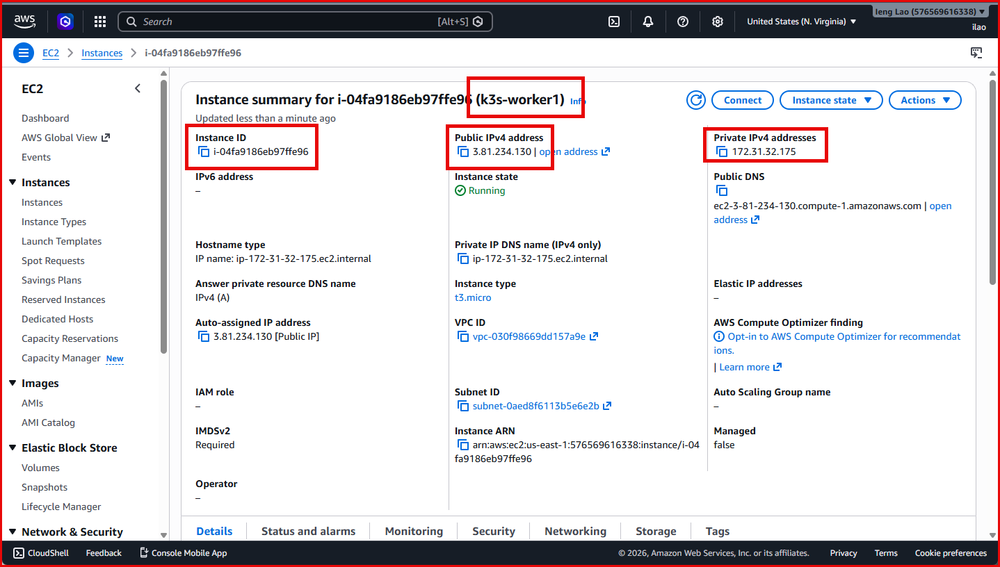 aws
Search [Alt+S]
United States (N. Virginia)
Ieng Lao (576569616338)
ilao
EC2 Instances i-04fa9186eb97ffe96
EC2
Dashboard
AWS Global View
Events
Instances
Instances
Instance Types
Launch Templates
Spot Requests
Savings Plans
Reserved Instances
Dedicated Hosts
Capacity Reservations
Capacity Manager New
Images
AMIs
AMI Catalog
Elastic Block Store
Volumes
Snapshots
Lifecycle Manager
Network & Security
Instance summary for i-04fa9186eb97ffe96 (k3s-worker1) Info
Updated less than a minute ago
Connect
Instance state
Actions
Instance ID
i-04fa9186eb97ffe96
Public IPv4 address
3.81.234.130 | open address
Private IPv4 addresses
172.31.32.175
IPv6 address
–
Instance state
Running
Public DNS
ec2-3-81-234-130.compute-1.amazonaws.com | open
address
Hostname type
IP name: ip-172-31-32-175.ec2.internal
Private IP DNS name (IPv4 only)
ip-172-31-32-175.ec2.internal
Answer private resource DNS name
IPv4 (A)
Instance type
t3.micro
Elastic IP addresses
–
Auto-assigned IP address
3.81.234.130 [Public IP]
VPC ID
vpc-030f98669dd157a9e
AWS Compute Optimizer finding
Opt-in to AWS Compute Optimizer for recommendat
ions.
| Learn more
IAM role
–
Subnet ID
subnet-0aed8f6113b5e6e2b
Auto Scaling Group name
–
IMDSv2
Required
Instance ARN
arn:aws:ec2:us-east-1:576569616338:instance/i-04
fa9186eb97ffe96
Managed
false
Operator
–
Details
Status and alarms
Monitoring
Security
Networking
Storage
Tags
CloudShell
Feedback
Console Mobile App
© 2026, Amazon Web Services, Inc. or its affiliates.
Privacy
Terms
Cookie preferences